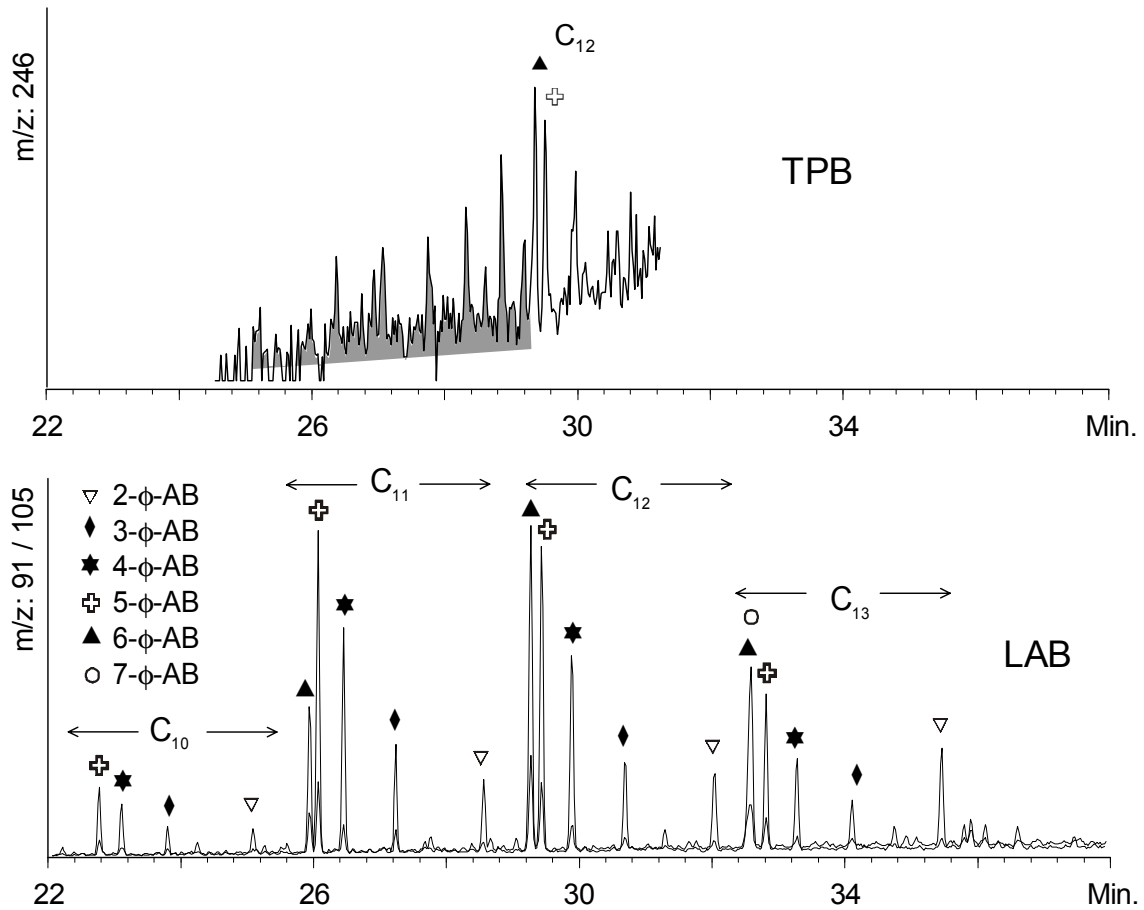 C12
m/z: 246
TPB
22 26 30 34 Min.
m/z: 91 / 105
2-ϕ-AB
3-ϕ-AB
4-ϕ-AB
5-ϕ-AB
6-ϕ-AB
7-ϕ-AB
C10
C11
C12
C13
LAB
22 26 30 34 Min.